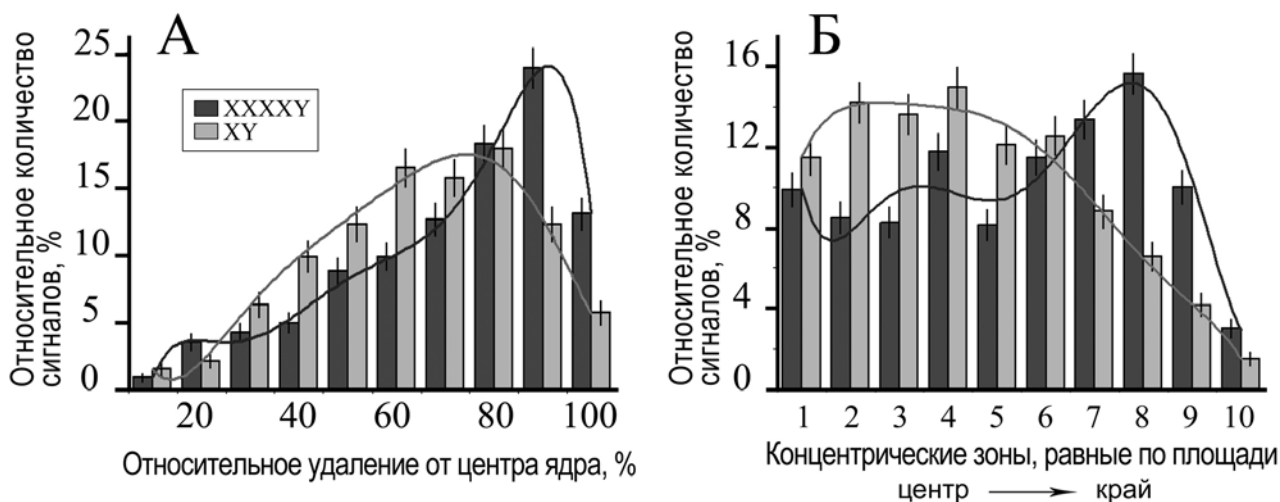 А
Относительное количество
сигналов, %
25
20
15
10
5
0
XXXXY
XY
20 40 60 80 100
Относительное удаление от центра ядра, %
Б
Относительное количество
сигналов, %
16
12
8
4
0
1 2 3 4 5 6 7 8 9 10
Концентрические зоны, равные по площади
центр край